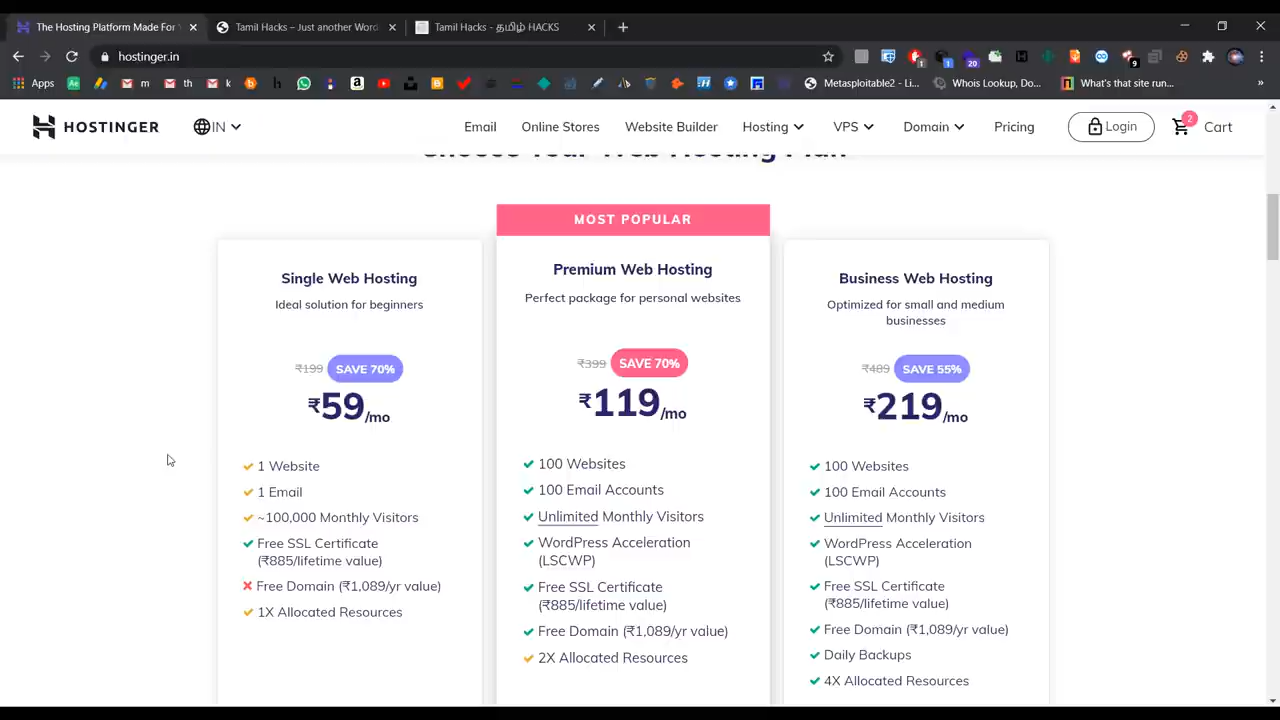 The Hosting Platform Made For
Tamil Hacks – Just another Word
Tamil Hacks - தமிழ் HACKS
hostinger.in
Apps
Metasploitable2 - Li...
Whois Lookup, Do...
What's that site run...
HOSTINGER
IN
Email
Online Stores
Website Builder
Hosting
VPS
Domain
Pricing
Login
2
Cart
Choose Your Web Hosting Plan
MOST POPULAR
Single Web Hosting
Ideal solution for beginners
₹199 SAVE 70%
₹59/mo
1 Website
1 Email
~100,000 Monthly Visitors
Free SSL Certificate
(₹885/lifetime value)
Free Domain (₹1,089/yr value)
1X Allocated Resources
Premium Web Hosting
Perfect package for personal websites
₹399 SAVE 70%
₹119/mo
100 Websites
100 Email Accounts
Unlimited Monthly Visitors
WordPress Acceleration
(LSCWP)
Free SSL Certificate
(₹885/lifetime value)
Free Domain (₹1,089/yr value)
2X Allocated Resources
Business Web Hosting
Optimized for small and medium
businesses
₹489 SAVE 55%
₹219/mo
100 Websites
100 Email Accounts
Unlimited Monthly Visitors
WordPress Acceleration
(LSCWP)
Free SSL Certificate
(₹885/lifetime value)
Free Domain (₹1,089/yr value)
Daily Backups
4X Allocated Resources